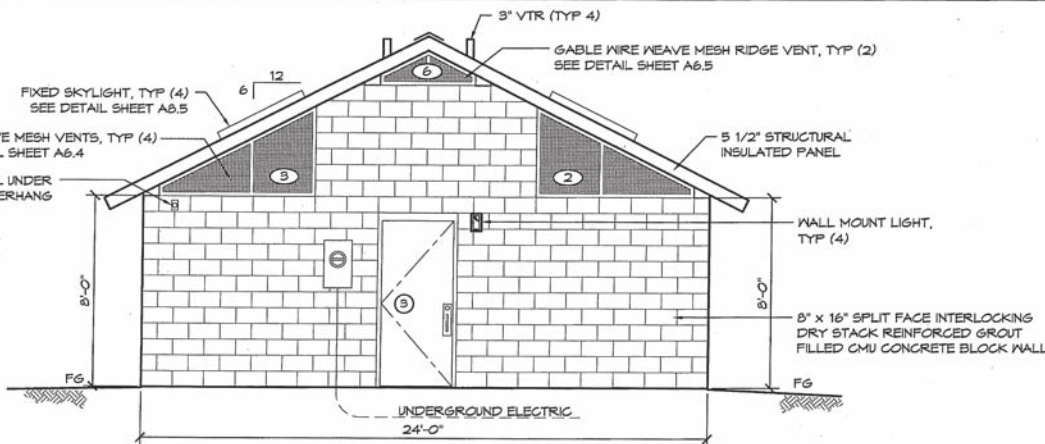 3" VTR (TYP 4)
GABLE WIRE WEAVE MESH RIDGE VENT, TYP (2)
SEE DETAIL SHEET A6.5
6
12
6
FIXED SKYLIGHT, TYP (4)
SEE DETAIL SHEET A8.5
VE MESH VENTS, TYP (4)
L SHEET A6.4
5 1/2" STRUCTURAL
INSULATED PANEL
3
2
L UNDER
ERHANG
WALL MOUNT LIGHT,
TYP (4)
8'-0"
8'-0"
3
8" x 16" SPLIT FACE INTERLOCKING
DRY STACK REINFORCED GROUT
FILLED CMU CONCRETE BLOCK WALL
FG
FG
UNDERGROUND ELECTRIC
24'-0"